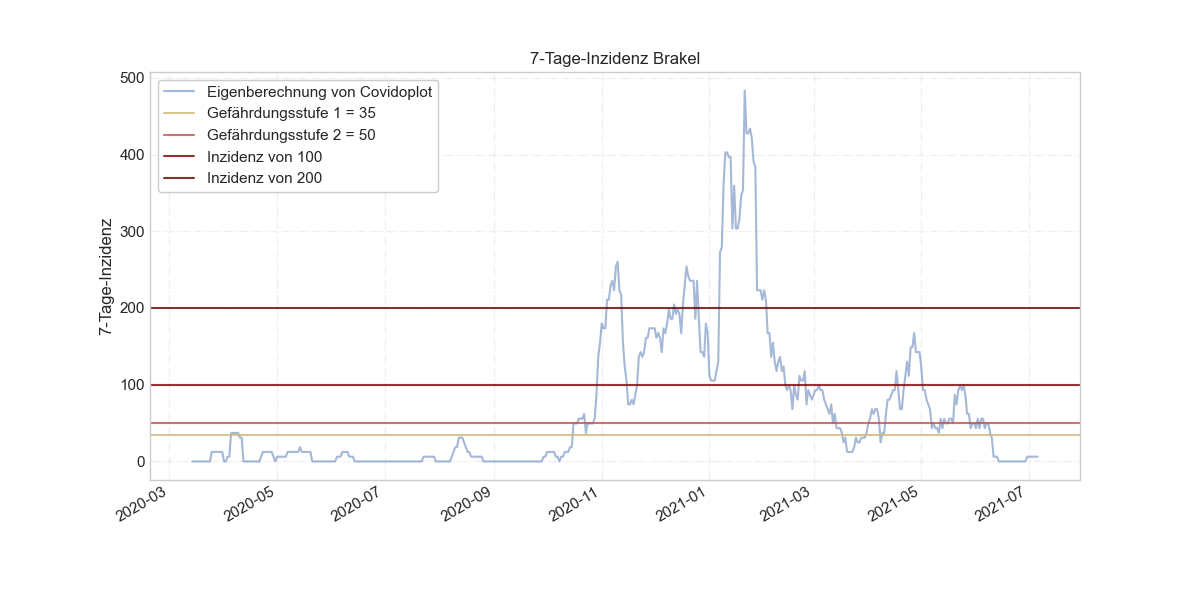 7-Tage-Inzidenz Brakel
Eigenberechnung von Covidoplot
Gefährdungsstufe 1 = 35
Gefährdungsstufe 2 = 50
Inzidenz von 100
Inzidenz von 200
7-Tage-Inzidenz
500
400
300
200
100
0
2020-03
2020-05
2020-07
2020-09
2020-11
2021-01
2021-03
2021-05
2021-07